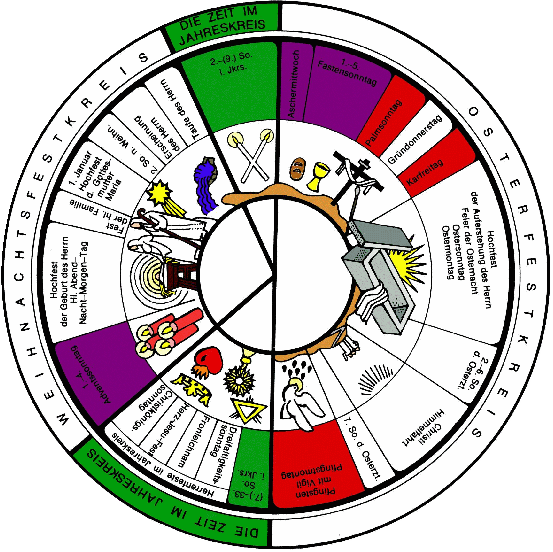 DIE ZEIT IM
JAHRESKREIS
OSTERFESTKREIS
DIE ZEIT IM JAHRESKREIS
WEIHNACHTSFESTKREIS
2.–(9.) So.
i. Jkrs.
Aschermittwoch
1.–5.
Fastensonntag
Palmsonntag
Gründonnerstag
Karfreitag
Hochfest
der Auferstehung des Herrn
Feier der Osternacht
Ostersonntag
Ostermontag
2.–6. So.
d. Osterzt.
Christi
Himmelfahrt
7. So. d. Osterzt.
Pfingsten
mit Vigil
Pfingstmontag
(7.)–33.
So.
i. Jkrs.
Dreifaltigkeits-
sonntag
Fronleichnam
Herz-Jesu-Fest
Christkönigs-
sonntag
Herrenfeste im Jahreskreis
1.–4.
Adventssonntag
Hochfest
der Geburt des Herrn
Hl. Abend–
Nacht–Morgen–Tag
Fest
der hl. Familie
1. Januar
Hochfest
d. Gottes-
mutter
Maria
2. So. n. Weihn.
Erscheinung
des Herrn
Taufe des Herrn